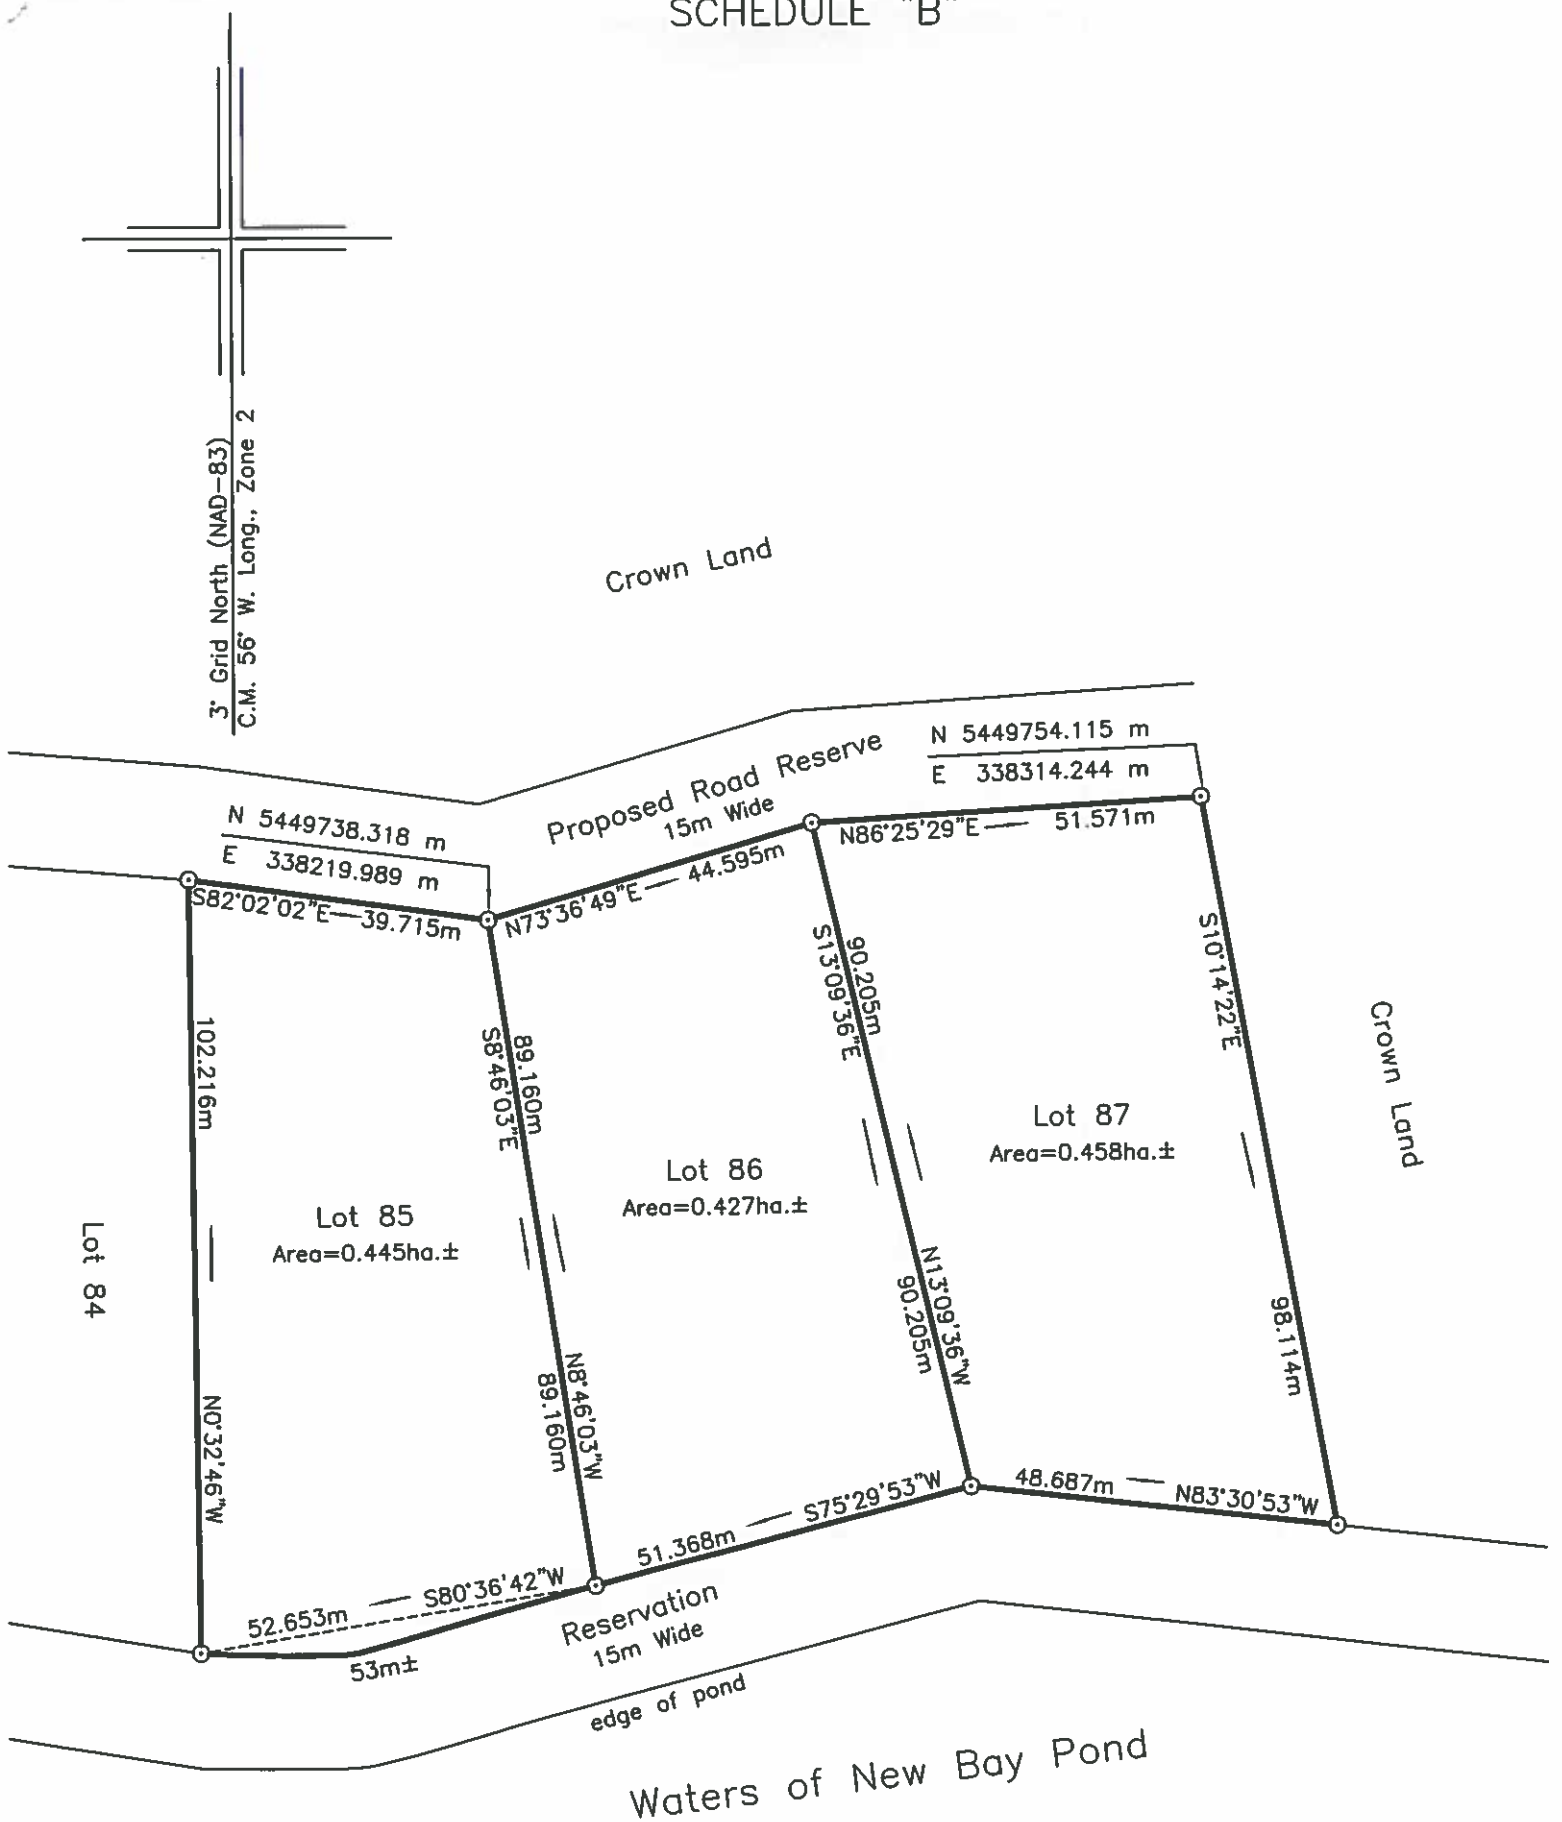 SCHEDULE "B"
3° Grid North (NAD-83)
C.M. 56° W. Long., Zone 2
Crown Land
N 5449754.115 m
E 338314.244 m
Proposed Road Reserve
15m Wide
N 5449738.318 m
E 338219.989 m
S82°02'02"E 39.715m
N73°36'49"E 44.595m
N86°25'29"E 51.571m
102.216m
N0°32'46"W
89.160m
S8°46'03"E
N8°46'03"W
89.160m
90.205m
S13°09'36"E
N13°09'36"W
90.205m
S10°14'22"E
98.114m
Crown Land
Lot 84
Lot 85
Area=0.445ha.±
Lot 86
Area=0.427ha.±
Lot 87
Area=0.458ha.±
52.653m S80°36'42"W
53m±
51.368m S75°29'53"W
48.687m N83°30'53"W
Reservation
15m Wide
edge of pond
Waters of New Bay Pond